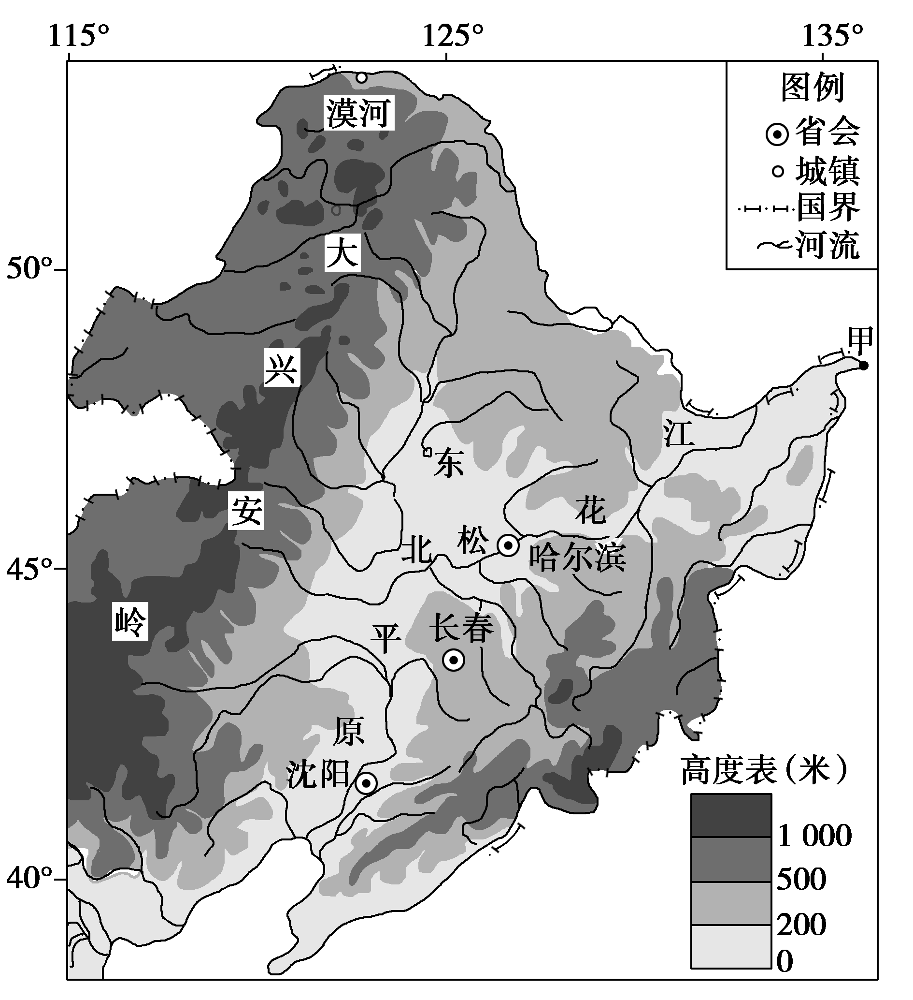 115°
125°
135°
图例
省会
城镇
国界
河流
漠河
大
50°
兴
甲
江
东
安
花
松
北
哈尔滨
45°
岭
长春
平
原
沈阳
高度表(米)
1 000
500
200
0
40°